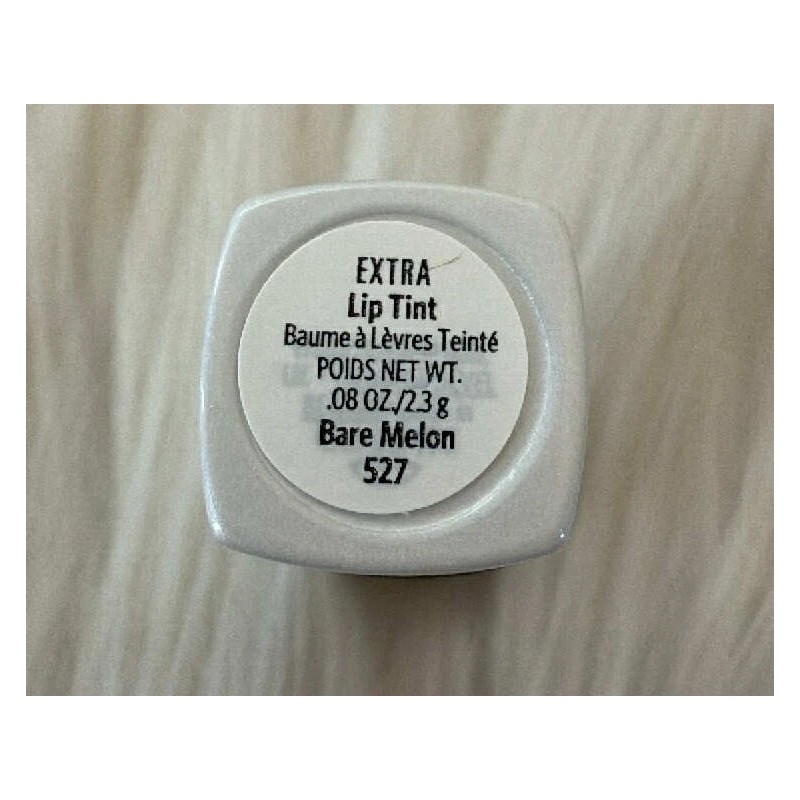 EXTRA
Lip Tint
Baume à Lèvres Teinté
POIDS NET WT.
.08 OZ./2.3 g
Bare Melon
527